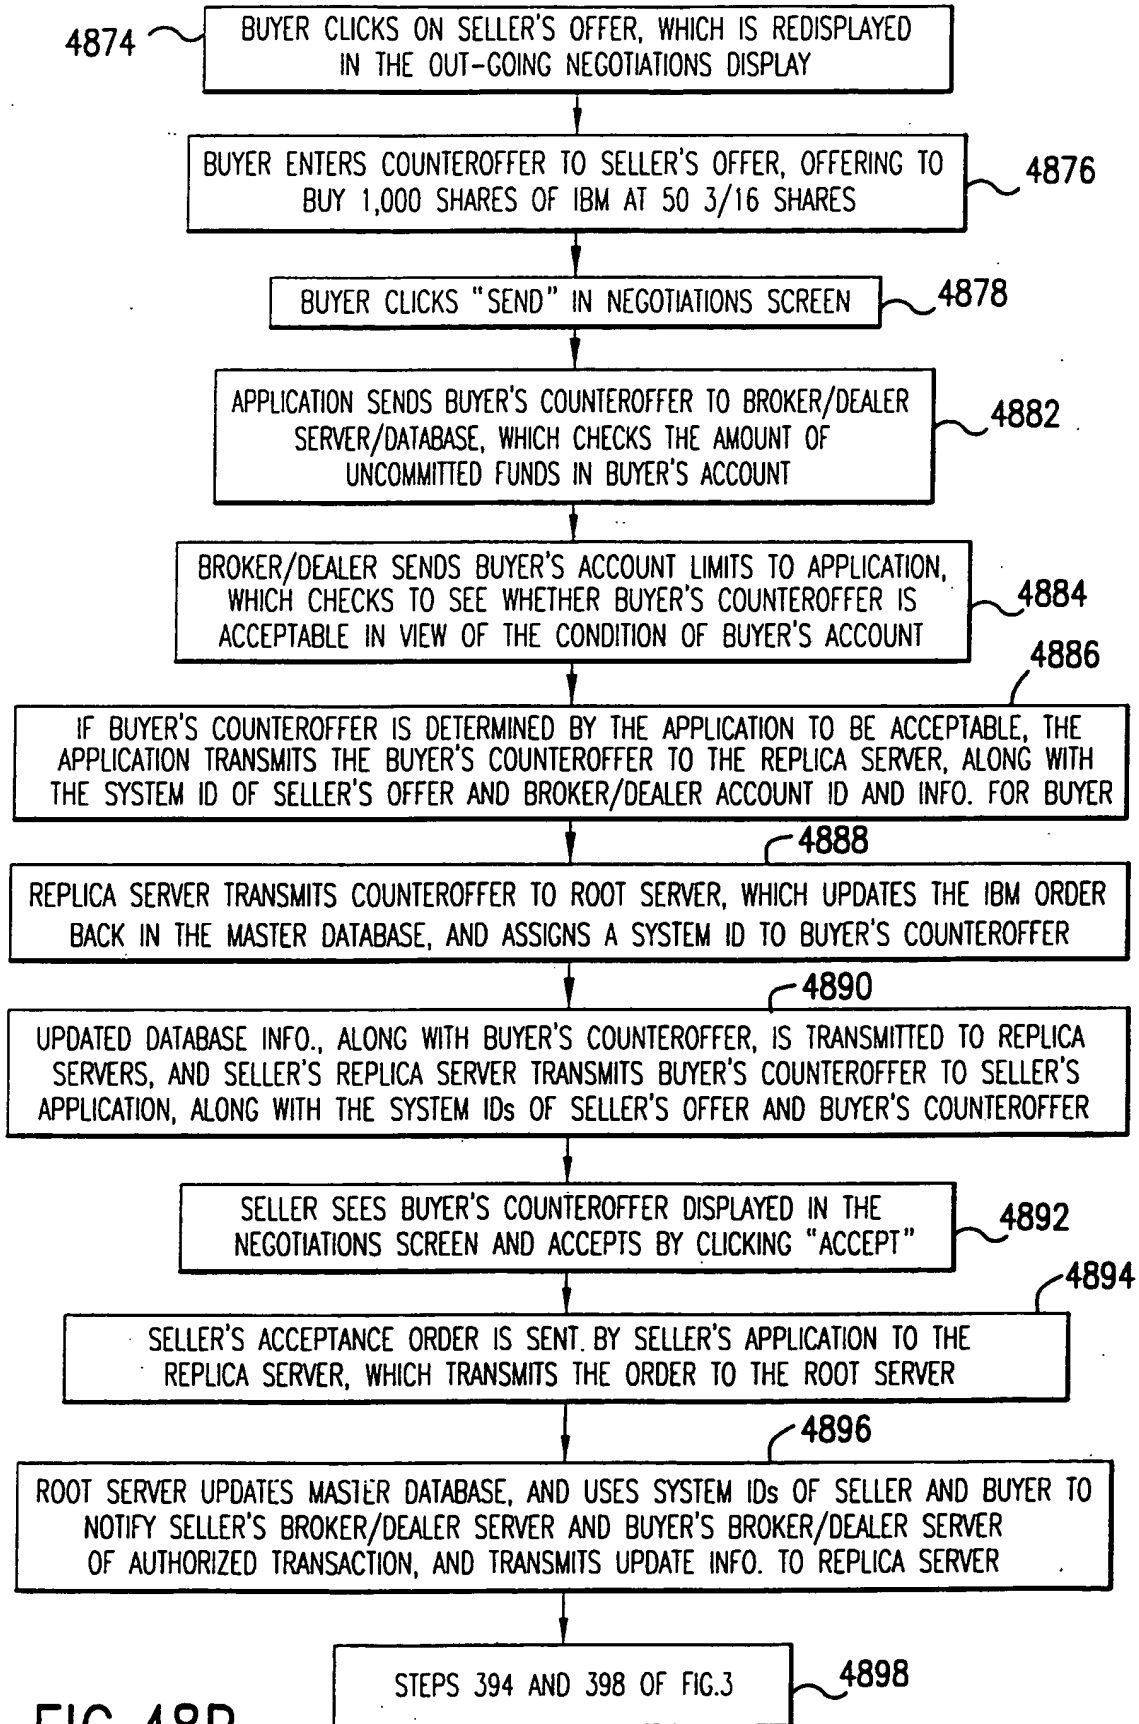 4874
BUYER CLICKS ON SELLER'S OFFER, WHICH IS REDISPLAYED
IN THE OUT-GOING NEGOTIATIONS DISPLAY
BUYER ENTERS COUNTEROFFER TO SELLER'S OFFER, OFFERING TO
BUY 1,000 SHARES OF IBM AT 50 3/16 SHARES
4876
BUYER CLICKS "SEND" IN NEGOTIATIONS SCREEN
4878
APPLICATION SENDS BUYER'S COUNTEROFFER TO BROKER/DEALER
SERVER/DATABASE, WHICH CHECKS THE AMOUNT OF
UNCOMMITTED FUNDS IN BUYER'S ACCOUNT
4882
BROKER/DEALER SENDS BUYER'S ACCOUNT LIMITS TO APPLICATION,
WHICH CHECKS TO SEE WHETHER BUYER'S COUNTEROFFER IS
ACCEPTABLE IN VIEW OF THE CONDITION OF BUYER'S ACCOUNT
4884
4886
IF BUYER'S COUNTEROFFER IS DETERMINED BY THE APPLICATION TO BE ACCEPTABLE, THE
APPLICATION TRANSMITS THE BUYER'S COUNTEROFFER TO THE REPLICA SERVER, ALONG WITH
THE SYSTEM ID OF SELLER'S OFFER AND BROKER/DEALER ACCOUNT ID AND INFO. FOR BUYER
4888
REPLICA SERVER TRANSMITS COUNTEROFFER TO ROOT SERVER, WHICH UPDATES THE IBM ORDER
BACK IN THE MASTER DATABASE, AND ASSIGNS A SYSTEM ID TO BUYER'S COUNTEROFFER
4890
UPDATED DATABASE INFO., ALONG WITH BUYER'S COUNTEROFFER, IS TRANSMITTED TO REPLICA
SERVERS, AND SELLER'S REPLICA SERVER TRANSMITS BUYER'S COUNTEROFFER TO SELLER'S
APPLICATION, ALONG WITH THE SYSTEM IDs OF SELLER'S OFFER AND BUYER'S COUNTEROFFER
SELLER SEES BUYER'S COUNTEROFFER DISPLAYED IN THE
NEGOTIATIONS SCREEN AND ACCEPTS BY CLICKING "ACCEPT"
4892
4894
SELLER'S ACCEPTANCE ORDER IS SENT. BY SELLER'S APPLICATION TO THE
REPLICA SERVER, WHICH TRANSMITS THE ORDER TO THE ROOT SERVER
4896
ROOT SERVER UPDATES MASTER DATABASE, AND USES SYSTEM IDs OF SELLER AND BUYER TO
NOTIFY SELLER'S BROKER/DEALER SERVER AND BUYER'S BROKER/DEALER SERVER
OF AUTHORIZED TRANSACTION, AND TRANSMITS UPDATE INFO. TO REPLICA SERVER
STEPS 394 AND 398 OF FIG.3
4898